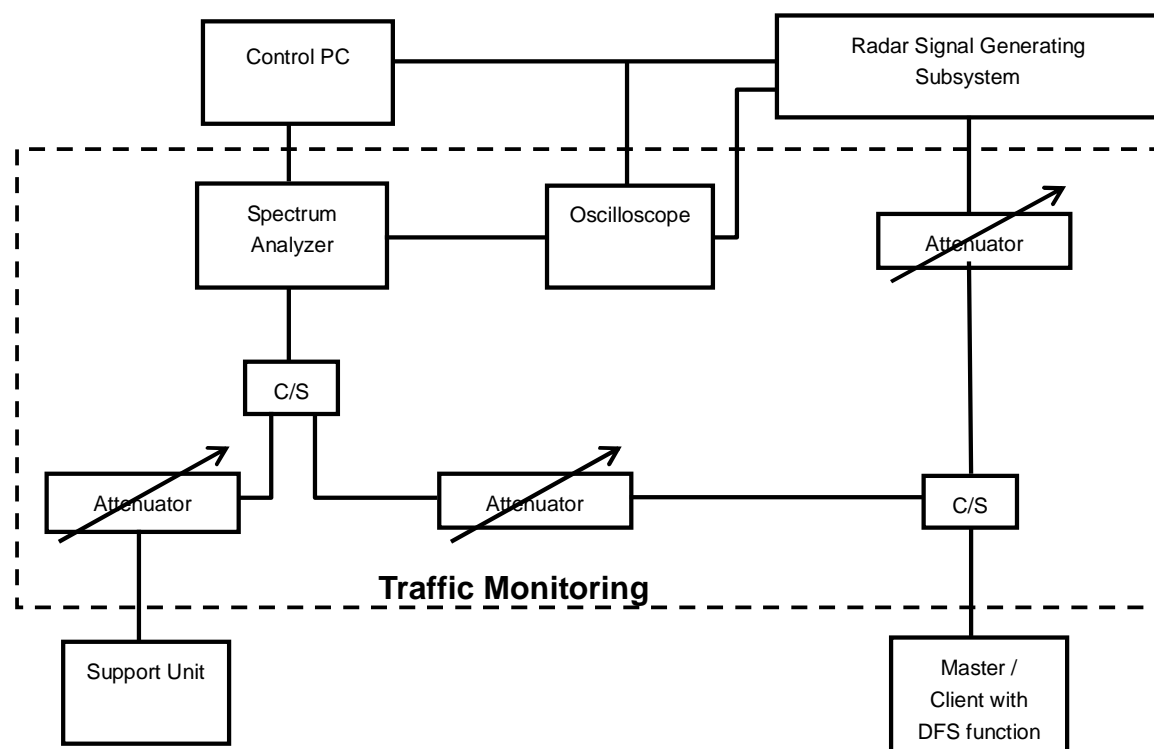 Control PC
Radar Signal Generating
Subsystem
Spectrum
Analyzer
Oscilloscope
Attenuator
C/S
Attenuator
Attenuator
C/S
Traffic Monitoring
Support Unit
Master /
Client with
DFS function